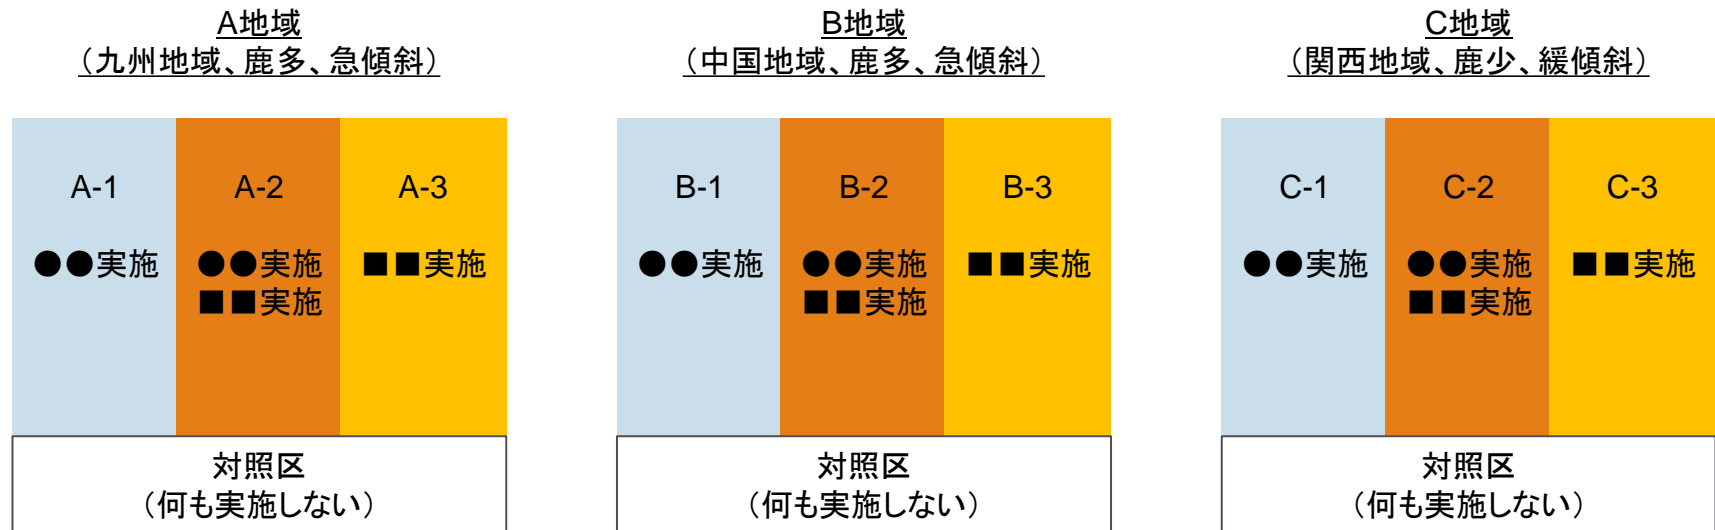 A地域
（九州地域、鹿多、急傾斜）
A-1
●●実施
A-2
●●実施
■■実施
A-3
■■実施
対照区
（何も実施しない）
B地域
（中国地域、鹿多、急傾斜）
B-1
●●実施
B-2
●●実施
■■実施
B-3
■■実施
対照区
（何も実施しない）
C地域
（関西地域、鹿少、緩傾斜）
C-1
●●実施
C-2
●●実施
■■実施
C-3
■■実施
対照区
（何も実施しない）